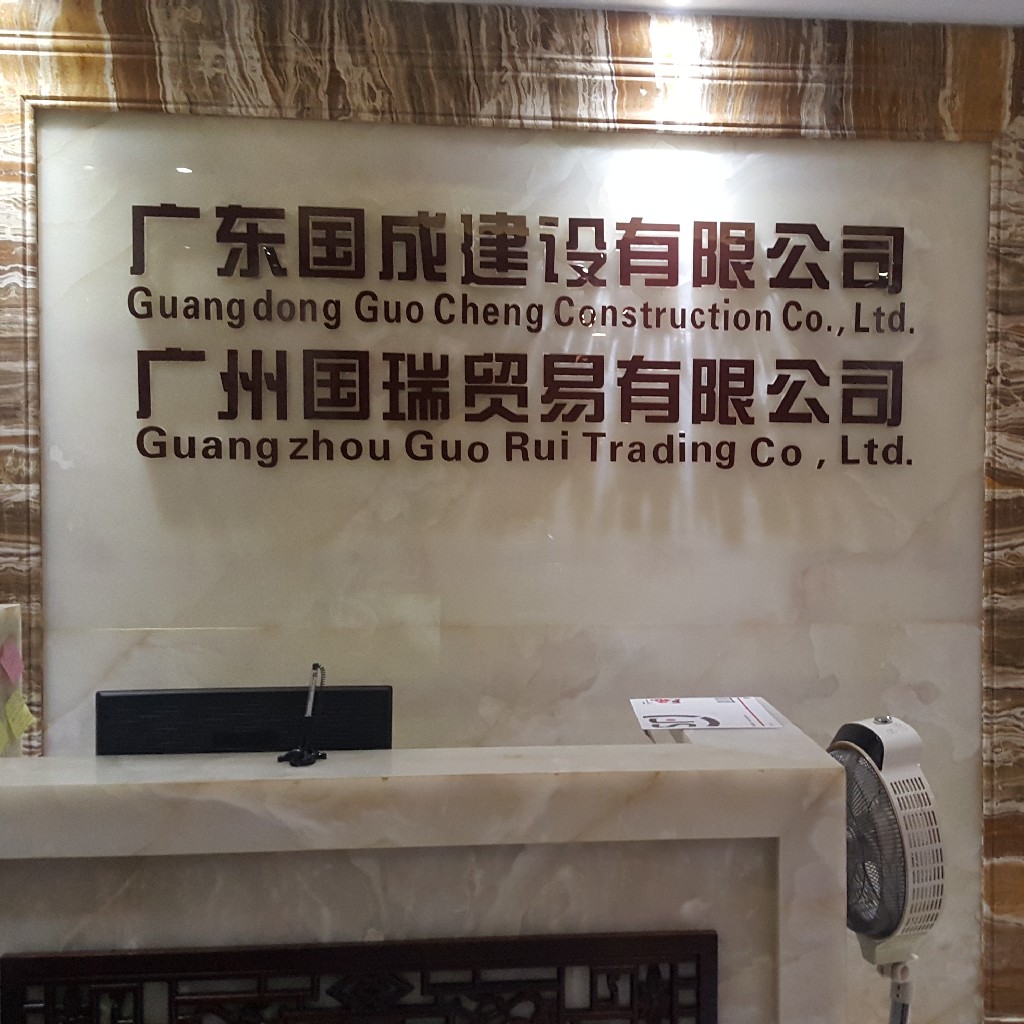 广东国成建设有限公司
Guangdong Guo Cheng Construction Co., Ltd.
广州国瑞贸易有限公司
Guangzhou Guo Rui Trading Co , Ltd.